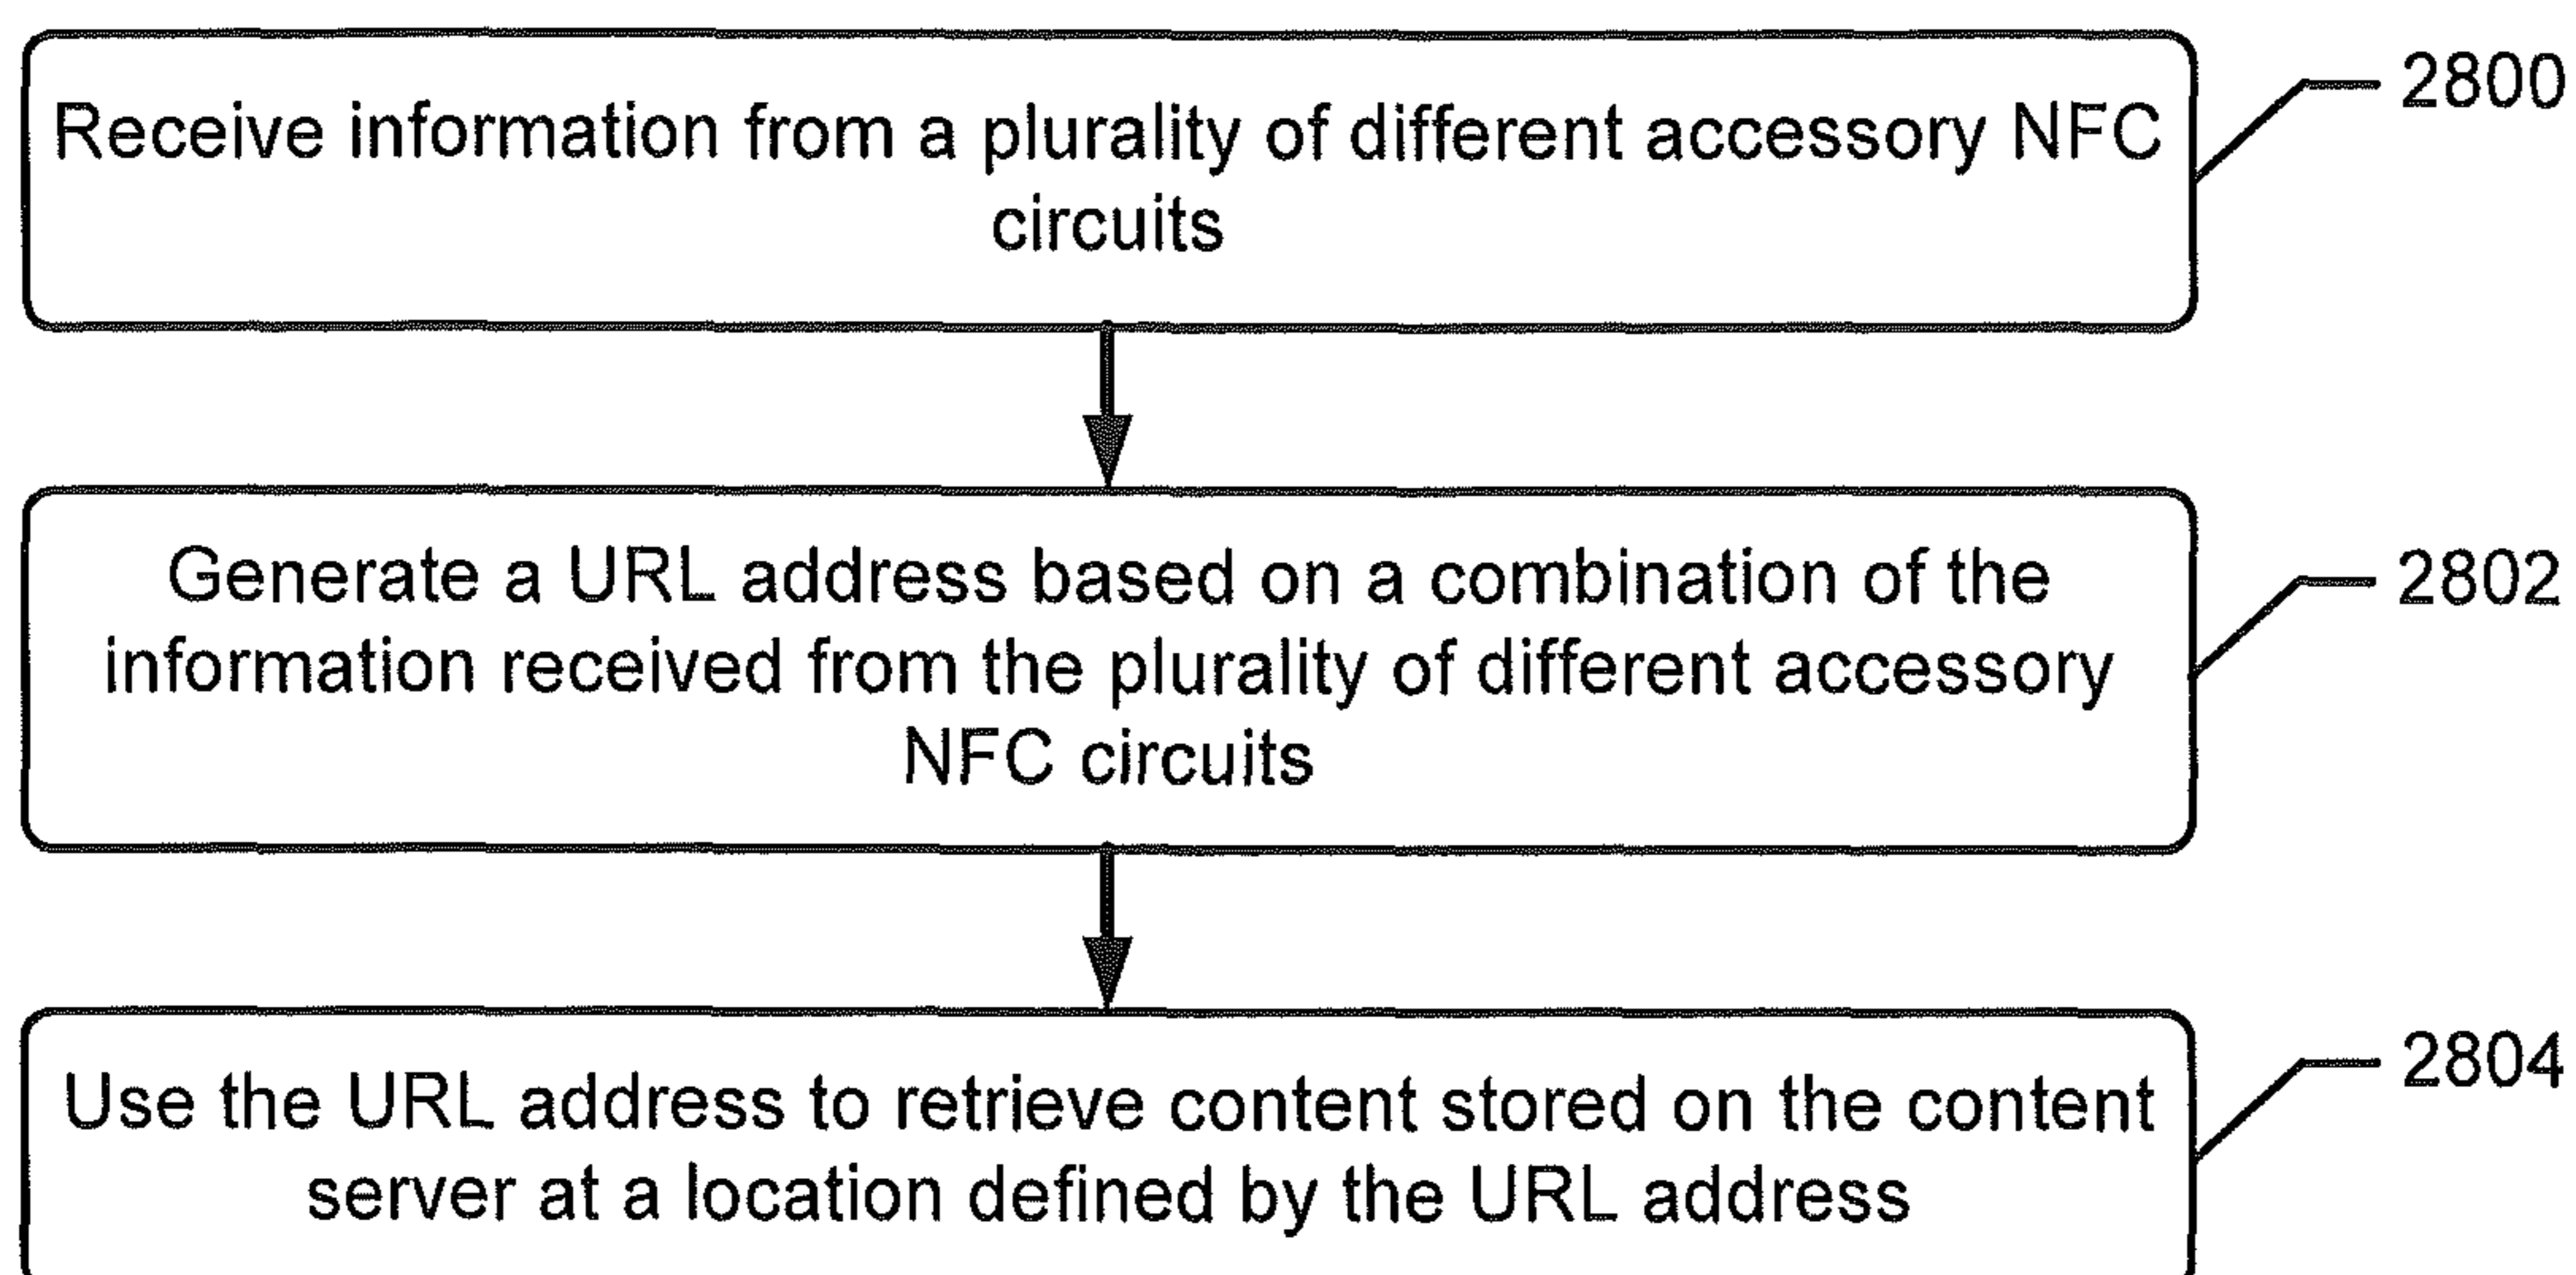 Receive information from a plurality of different accessory NFC
circuits
2800
Generate a URL address based on a combination of the
information received from the plurality of different accessory
NFC circuits
2802
Use the URL address to retrieve content stored on the content
server at a location defined by the URL address
2804